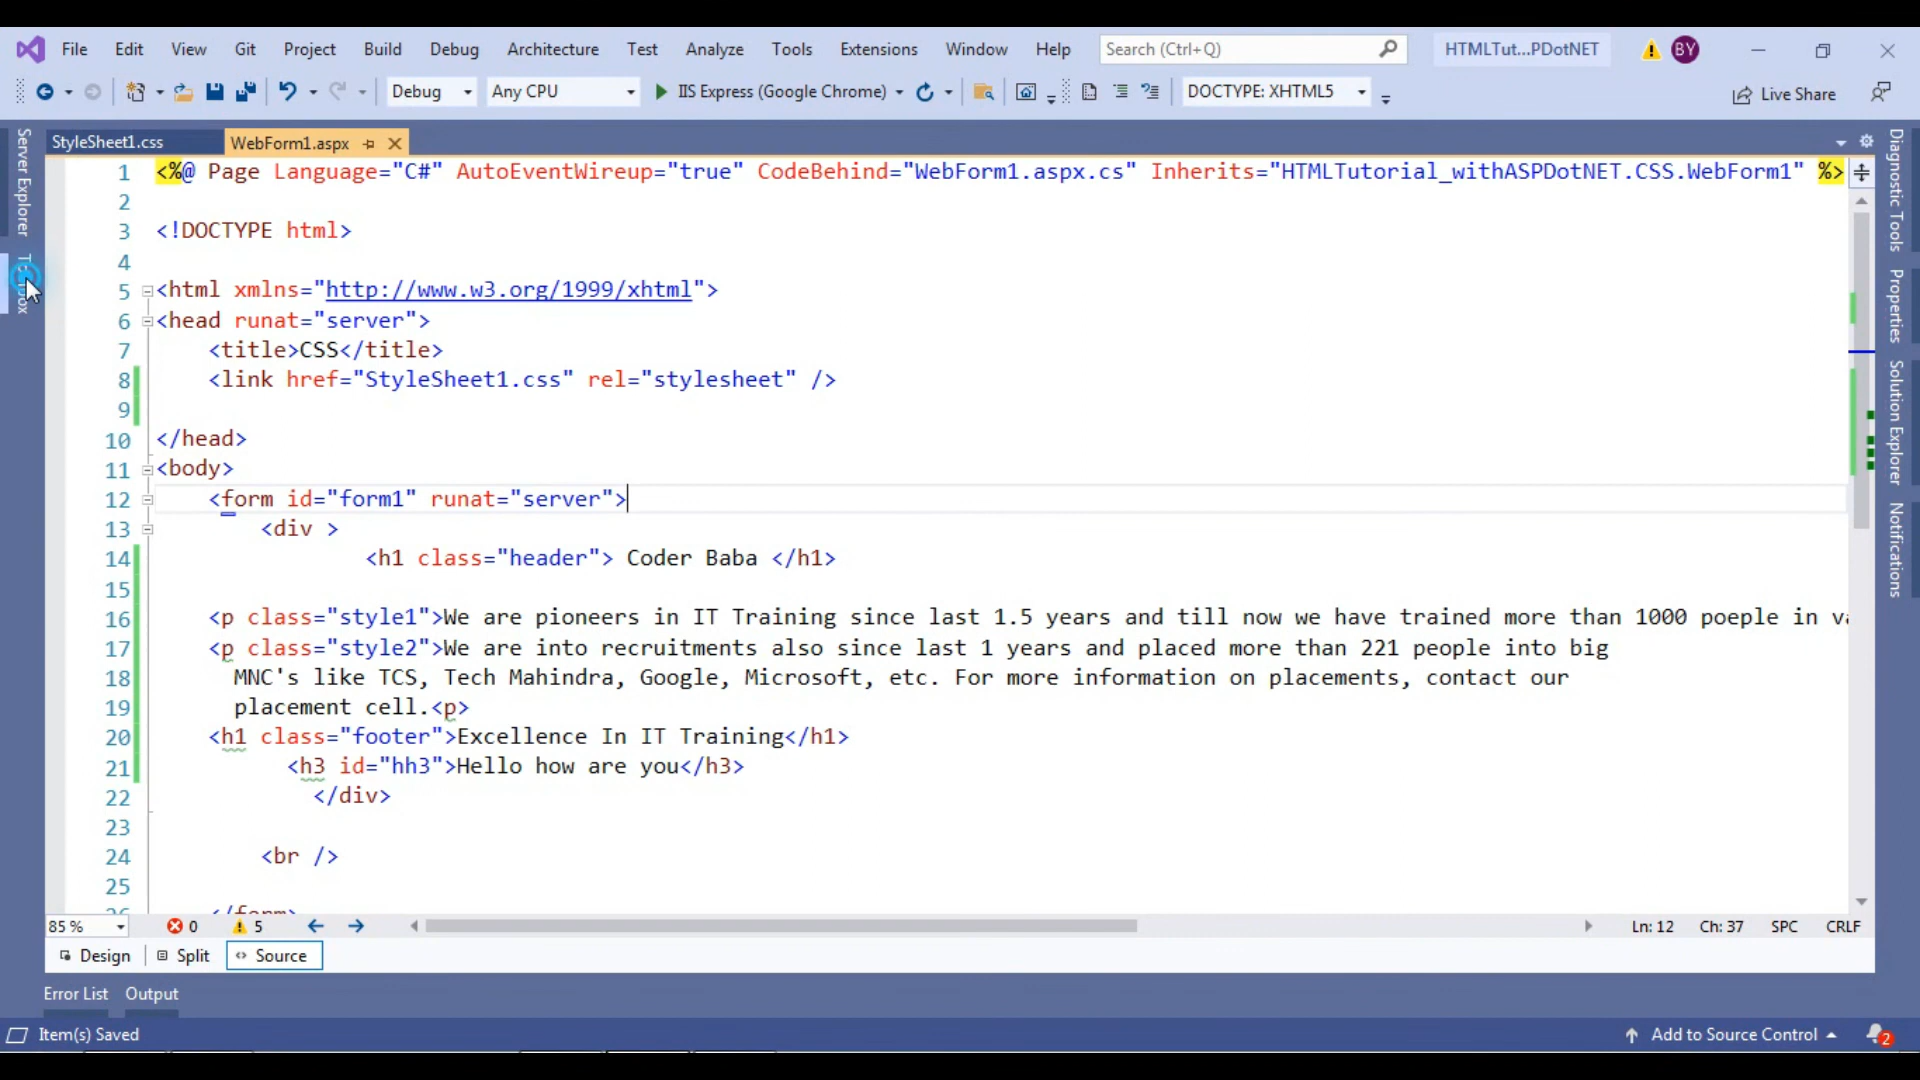 File Edit View Git Project Build Debug Architecture Test Analyze Tools Extensions Window Help Search (Ctrl+Q) HTMLTut...PDotNET BY
Debug Any CPU IIS Express (Google Chrome) DOCTYPE: XHTML5 Live Share
StyleSheet1.css WebForm1.aspx
Server Explorer
Toolbox
1 <%@ Page Language="C#" AutoEventWireup="true" CodeBehind="WebForm1.aspx.cs" Inherits="HTMLTutorial_withASPDotNET.CSS.WebForm1" %>
2
3 <!DOCTYPE html>
4
5 <html xmlns="http://www.w3.org/1999/xhtml">
6 <head runat="server">
7 <title>CSS</title>
8 <link href="StyleSheet1.css" rel="stylesheet" />
9
10 </head>
11 <body>
12 <form id="form1" runat="server">
13 <div >
14 <h1 class="header"> Coder Baba </h1>
15
16 <p class="style1">We are pioneers in IT Training since last 1.5 years and till now we have trained more than 1000 poeple in
17 <p class="style2">We are into recruitments also since last 1 years and placed more than 221 people into big
18 MNC's like TCS, Tech Mahindra, Google, Microsoft, etc. For more information on placements, contact our
19 placement cell.<p>
20 <h1 class="footer">Excellence In IT Training</h1>
21 <h3 id="hh3">Hello how are you</h3>
22 </div>
23
24 <br />
25
26 </form>
Diagnostic Tools
Properties
Solution Explorer
Notifications
85 % 0 5 Ln: 12 Ch: 37 SPC CRLF
Design Split Source
Error List Output
Item(s) Saved Add to Source Control 2